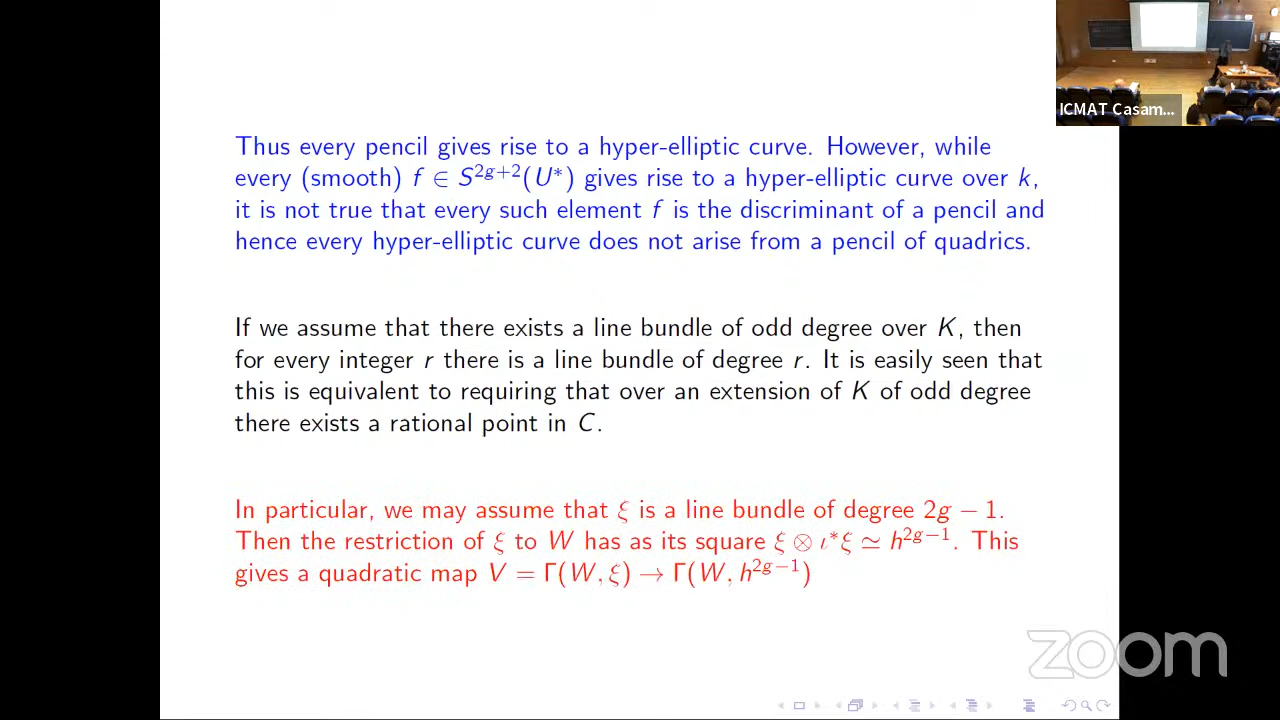 Thus every pencil gives rise to a hyper-elliptic curve. However, while
every (smooth) f ∈ S^{2g+2}(U*) gives rise to a hyper-elliptic curve over k,
it is not true that every such element f is the discriminant of a pencil and
hence every hyper-elliptic curve does not arise from a pencil of quadrics.
If we assume that there exists a line bundle of odd degree over K, then
for every integer r there is a line bundle of degree r. It is easily seen that
this is equivalent to requiring that over an extension of K of odd degree
there exists a rational point in C.
In particular, we may assume that ξ is a line bundle of degree 2g − 1.
Then the restriction of ξ to W has as its square ξ ⊗ ι*ξ ≃ h^{2g−1}. This
gives a quadratic map V = Γ(W, ξ) → Γ(W, h^{2g−1})
ICMAT Casam...
zoom